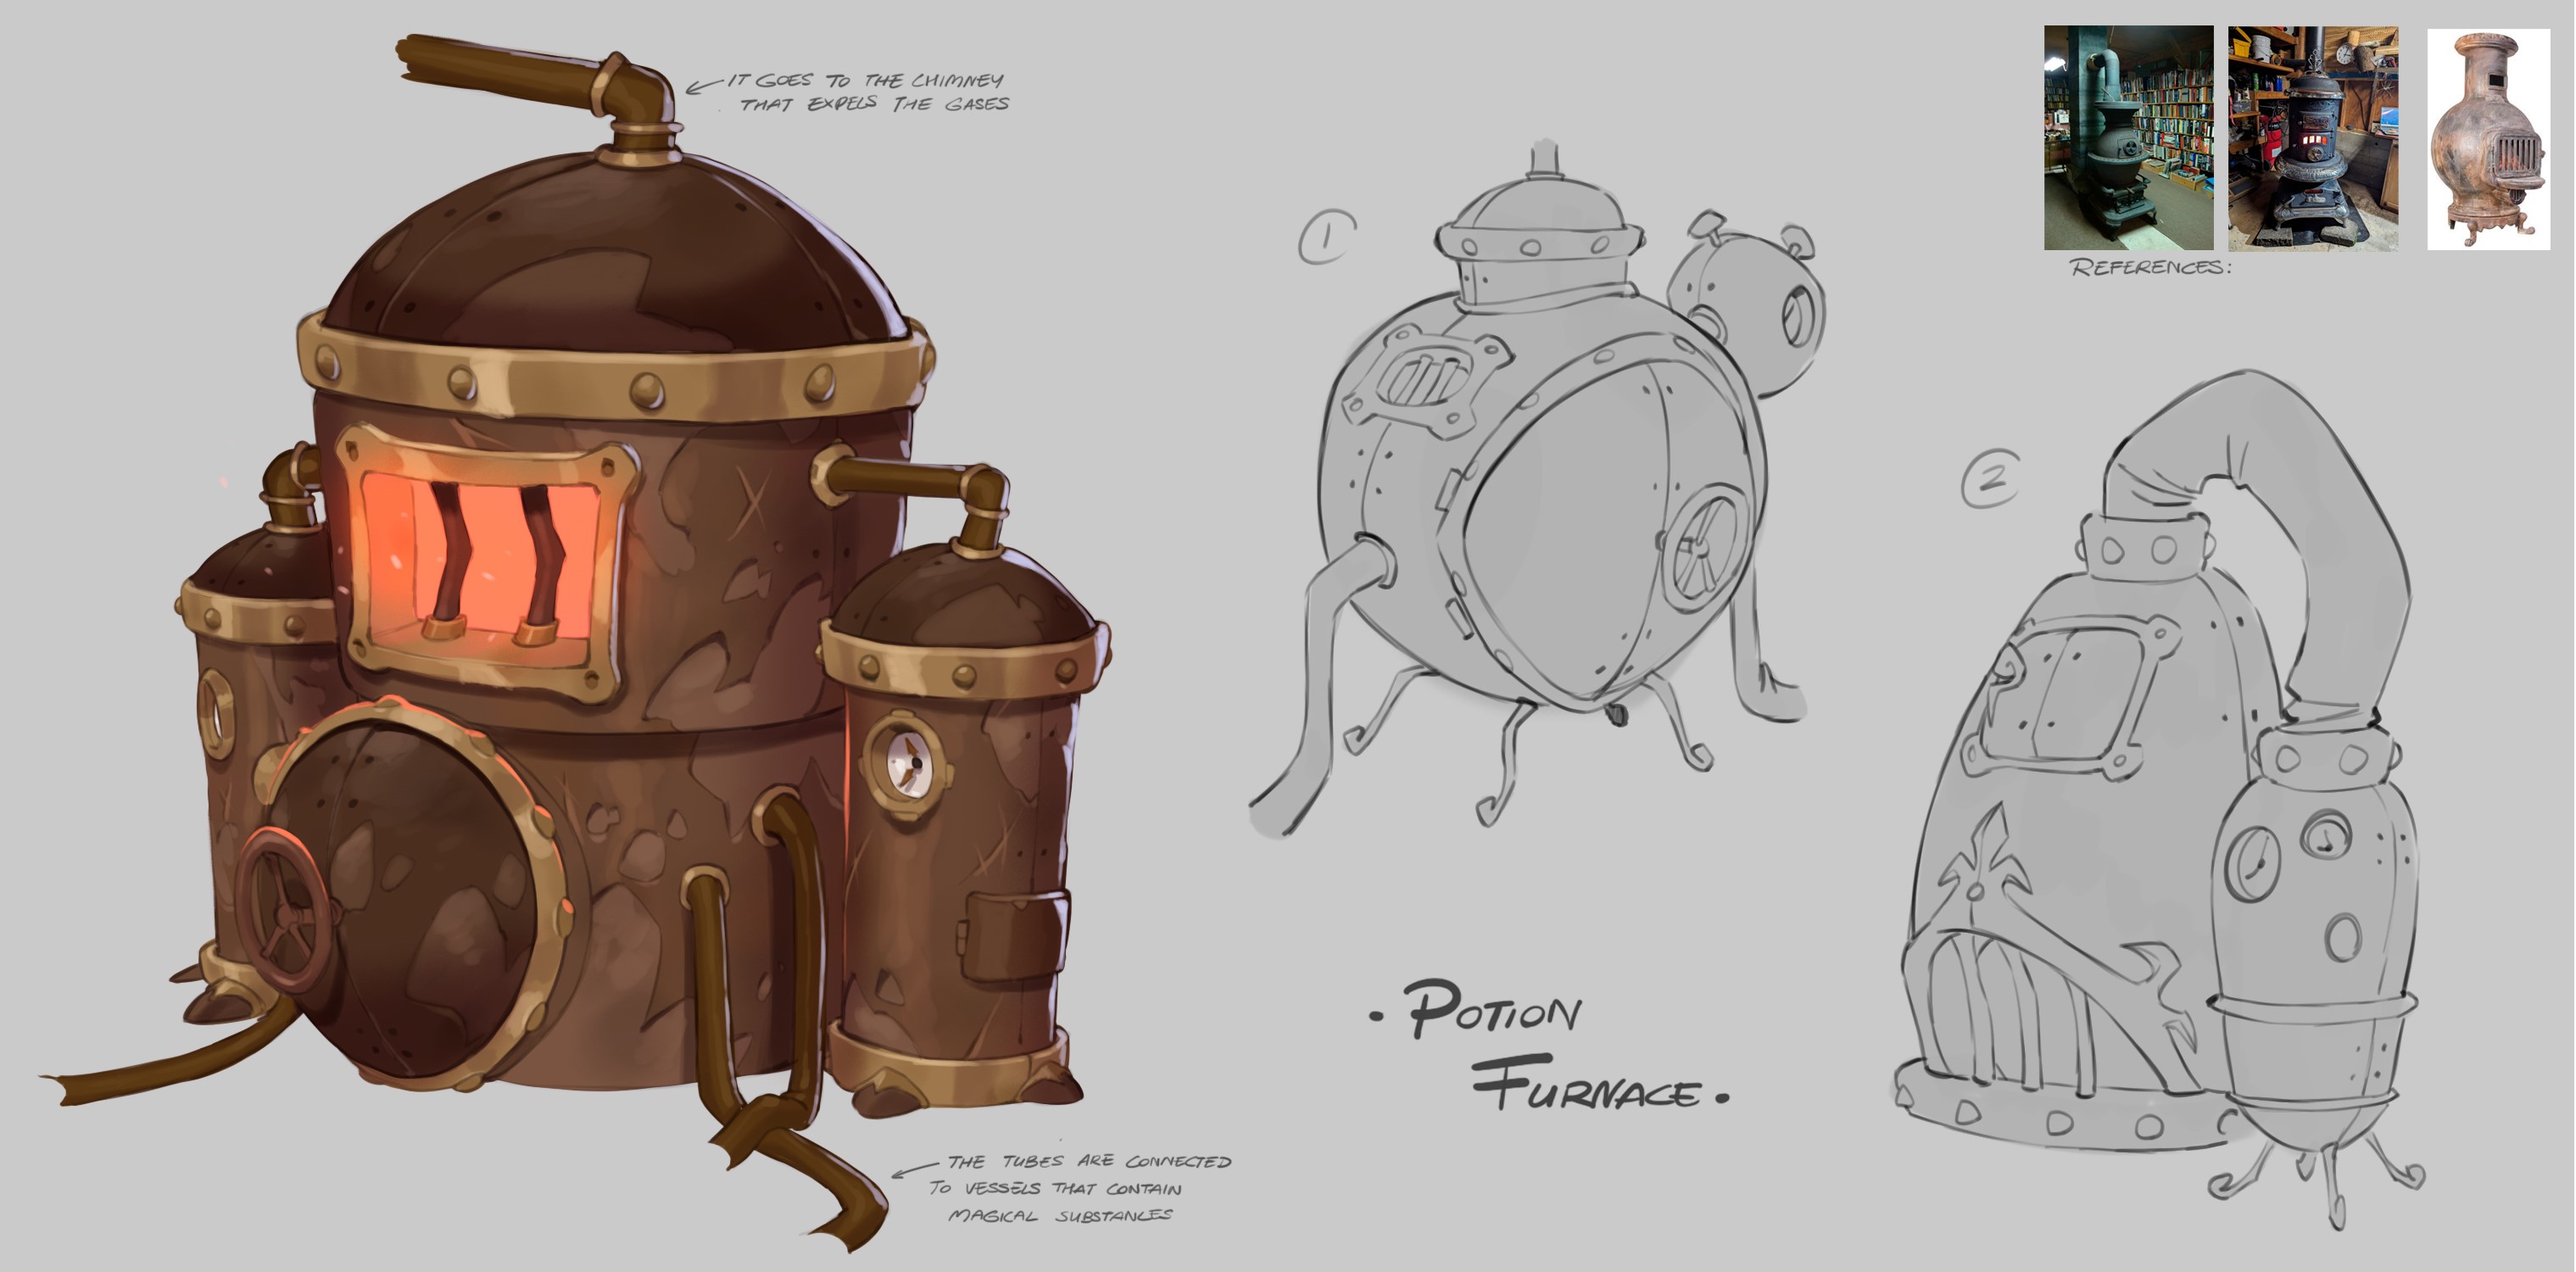 IT GOES TO THE CHIMNEY
THAT EXPELS THE GASES
REFERENCES:
1
2
• POTION
FURNACE •
THE TUBES ARE CONNECTED
TO VESSELS THAT CONTAIN
MAGICAL SUBSTANCES